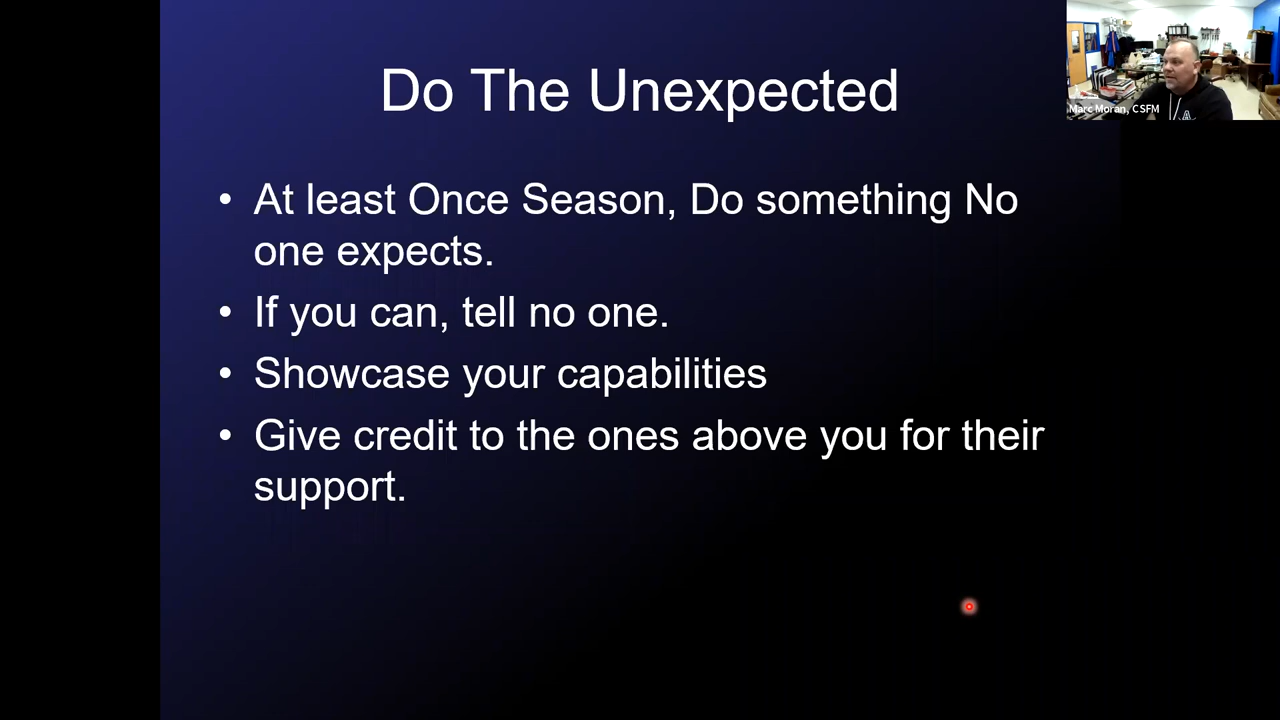 Do The Unexpected
Marc Moran, CSFM
• At least Once Season, Do something No
one expects.
• If you can, tell no one.
• Showcase your capabilities
• Give credit to the ones above you for their
support.